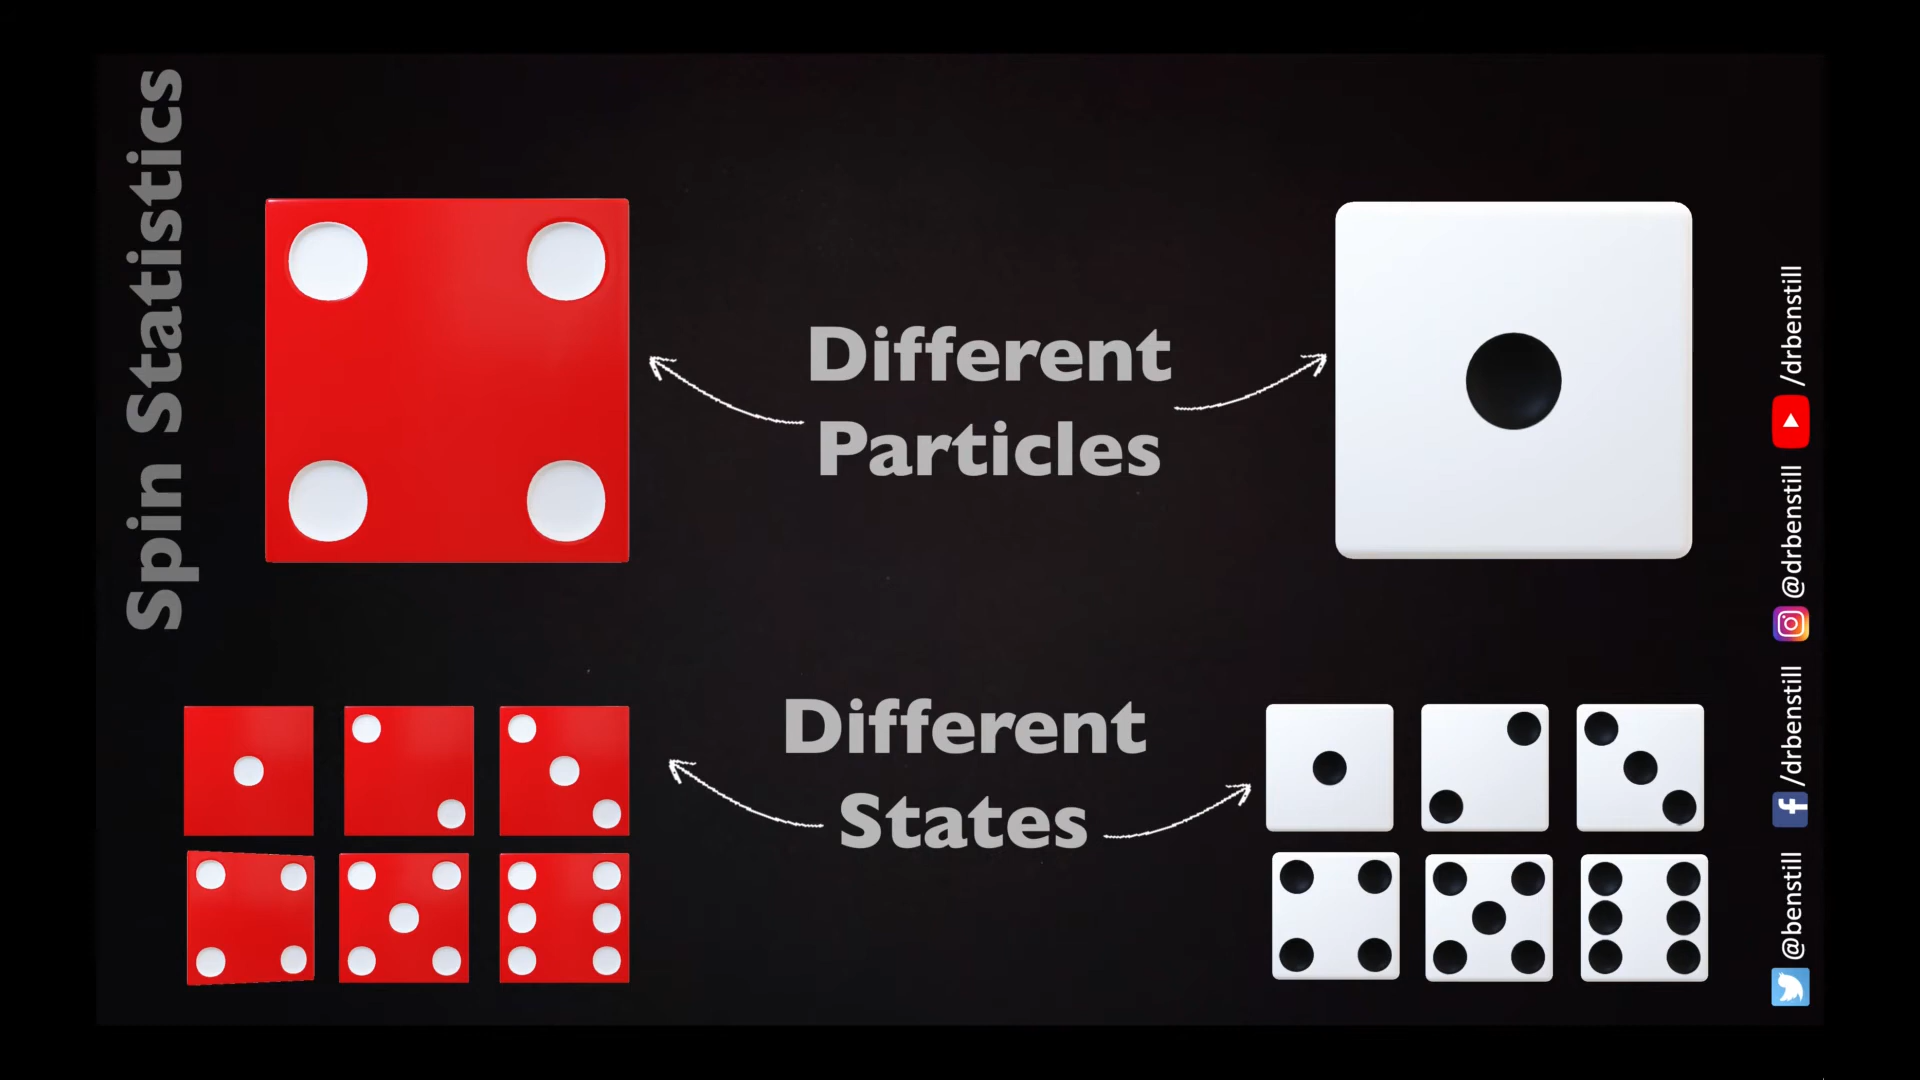 Spin Statistics
Different
Particles
Different
States
/drbenstill
@drbenstill
/drbenstill
@benstill